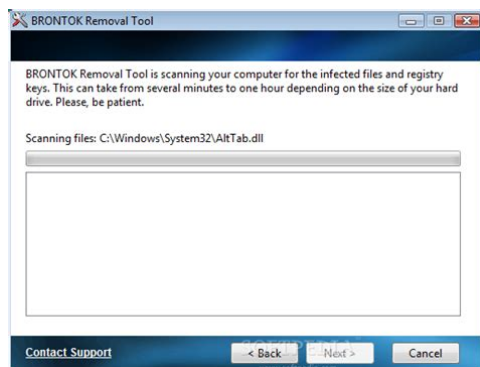 BRONTOK Removal Tool
BRONTOK Removal Tool is scanning your computer for the infected files and registry
keys. This can take from several minutes to one hour depending on the size of your hard
drive. Please, be patient.
Scanning files: C:\Windows\System32\AltTab.dll
SOFTPEDIA
Contact Support
< Back
Next >
Cancel